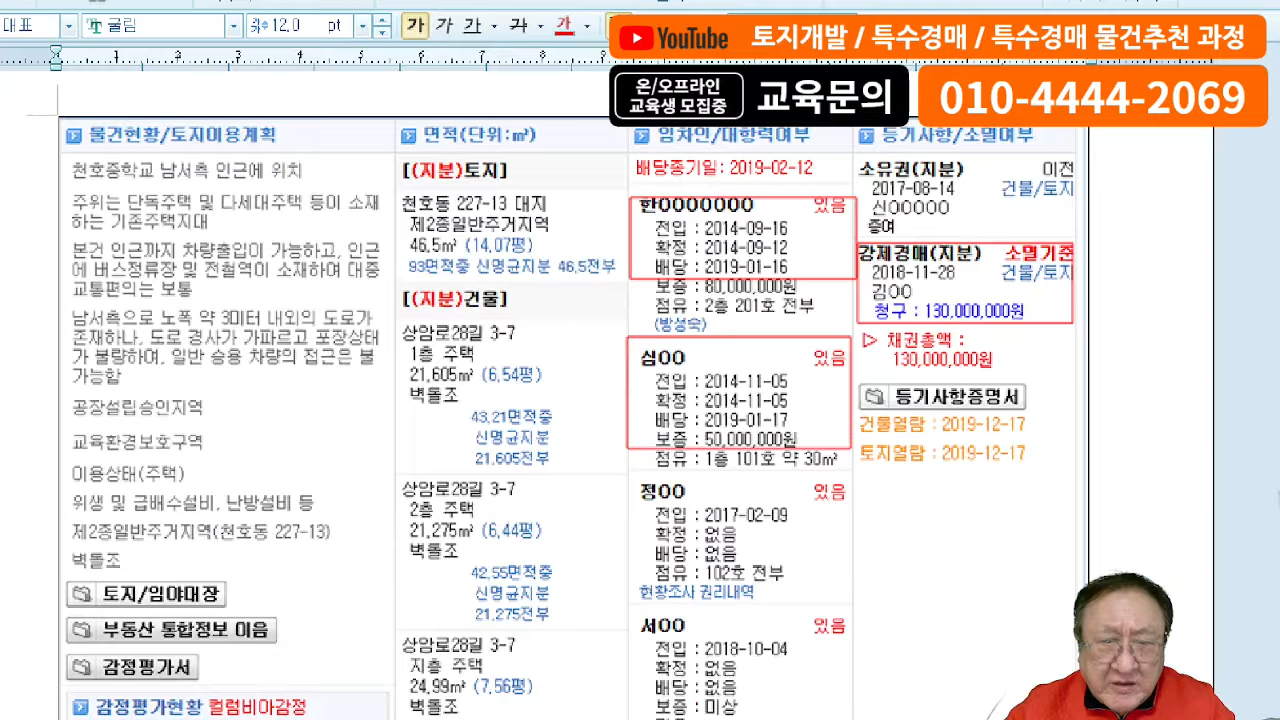 대표
굴림
12.0 pt
가 가 가 가 가
YouTube 토지개발 / 특수경매 / 특수경매 물건추천 과정
온/오프라인
교육생 모집중
교육문의
010-4444-2069
1 2 3 4 5 6 7 8 9
물건현황/토지이용계획
천호중학교 남서측 인근에 위치
주위는 단독주택 및 다세대주택 등이 소재
하는 기존주택지대
본건 인근까지 차량출입이 가능하고, 인근
에 버스정류장 및 전철역이 소재하여 대중
교통편의는 보통
남서측으로 노폭 약 3미터 내외의 도로가
존재하나, 도로 경사가 가파르고 포장상태
가 불량하여, 일반 승용 차량의 접근은 불
가능함
공장설립승인지역
교육환경보호구역
이용상태(주택)
위생 및 급배수설비, 난방설비 등
제2종일반주거지역(천호동 227-13)
벽돌조
토지/임야대장
부동산 통합정보 이음
감정평가서
감정평가현황 컬럼비아감정
면적(단위:㎡)
[(지분)토지]
천호동 227-13 대지
제2종일반주거지역
46.5㎡ (14.07평)
93면적중 신명균지분 46.5전부
[(지분)건물]
상암로28길 3-7
1층 주택
21.605㎡ (6.54평)
벽돌조
43.21면적중
신명균지분
21.605전부
상암로28길 3-7
2층 주택
21.275㎡ (6.44평)
벽돌조
42.55면적중
신명균지분
21.275전부
상암로28길 3-7
지층 주택
24.99㎡ (7.56평)
벽돌조
임차인/대항력여부
배당종기일: 2019-02-12
한OOOOOOO 있음
전입 : 2014-09-16
확정 : 2014-09-12
배당 : 2019-01-16
보증 : 80,000,000원
점유 : 2층 201호 전부
(방성숙)
심OO 있음
전입 : 2014-11-05
확정 : 2014-11-05
배당 : 2019-01-17
보증 : 50,000,000원
점유 : 1층 101호 약 30㎡
정OO 있음
전입 : 2017-02-09
확정 : 없음
배당 : 없음
점유 : 102호 전부
현황조사 권리내역
서OO 있음
전입 : 2018-10-04
확정 : 없음
배당 : 없음
보증 : 미상
등기사항/소멸여부
소유권(지분) 이전
2017-08-14 건물/토지
신OOOOO
증여
강제경매(지분) 소멸기준
2018-11-28 건물/토지
김OO
청구 : 130,000,000원
▷ 채권총액 :
130,000,000원
등기사항증명서
건물열람 : 2019-12-17
토지열람 : 2019-12-17